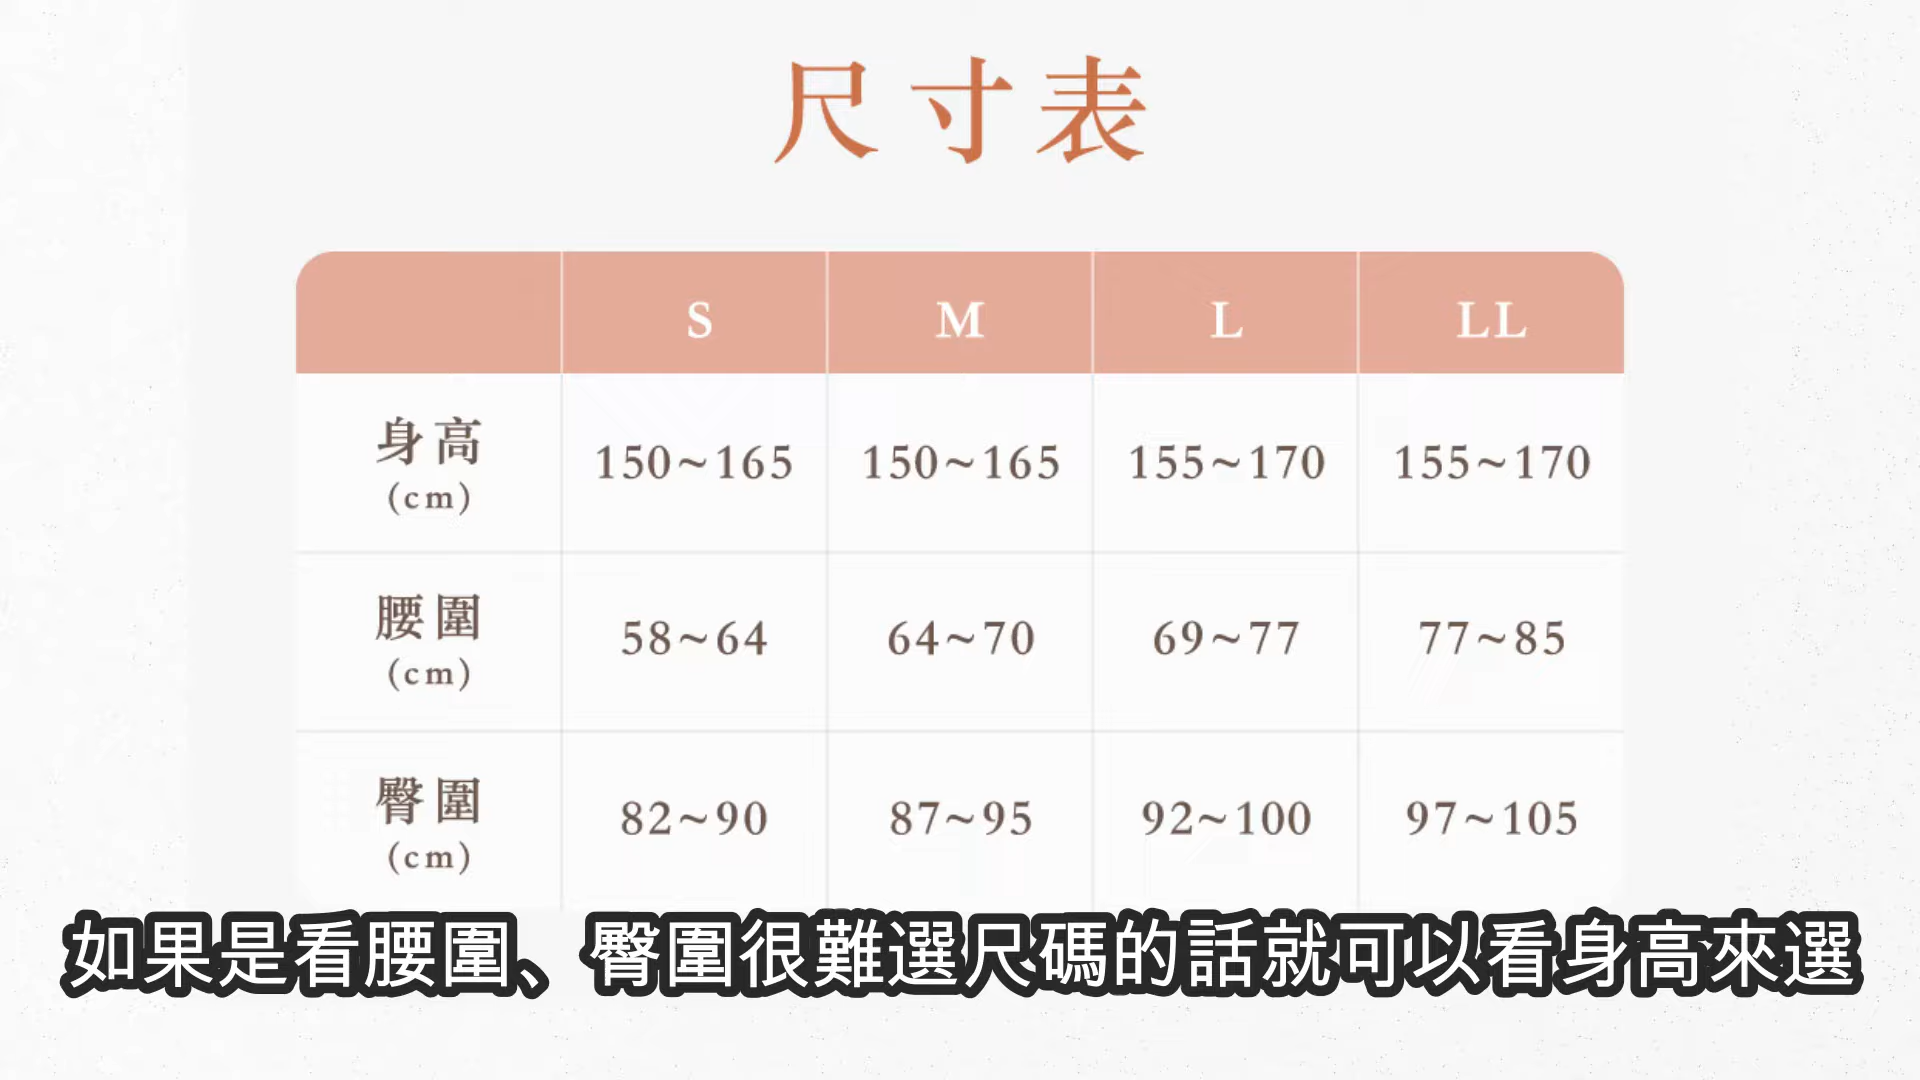 尺寸表
S M L LL
身高 150~165 150~165 155~170 155~170
(cm)
腰圍 58~64 64~70 69~77 77~85
(cm)
臀圍 82~90 87~95 92~100 97~105
(cm)
如果是看腰圍、臀圍很難選尺碼的話就可以看身高來選